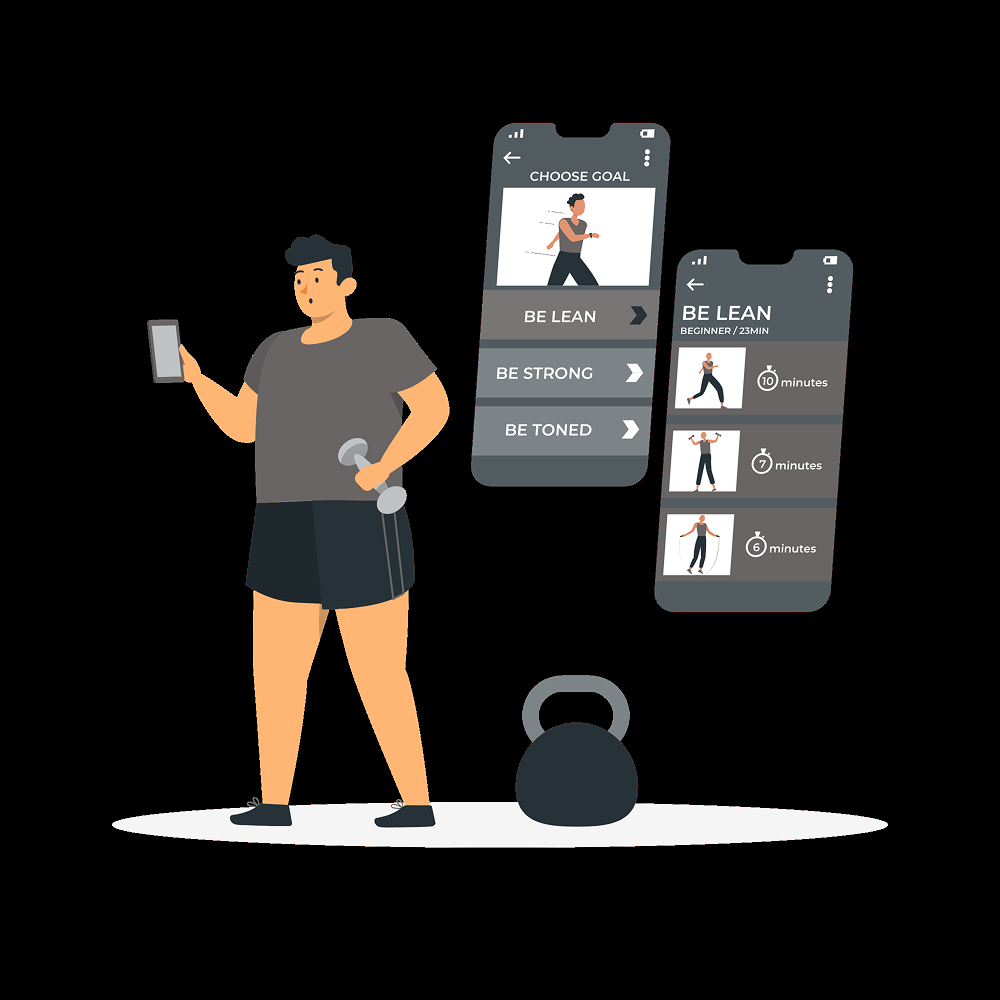 CHOOSE GOAL
BE LEAN
BE STRONG
BE TONED
BE LEAN
BEGINNER / 23MIN
10 minutes
7 minutes
6 minutes